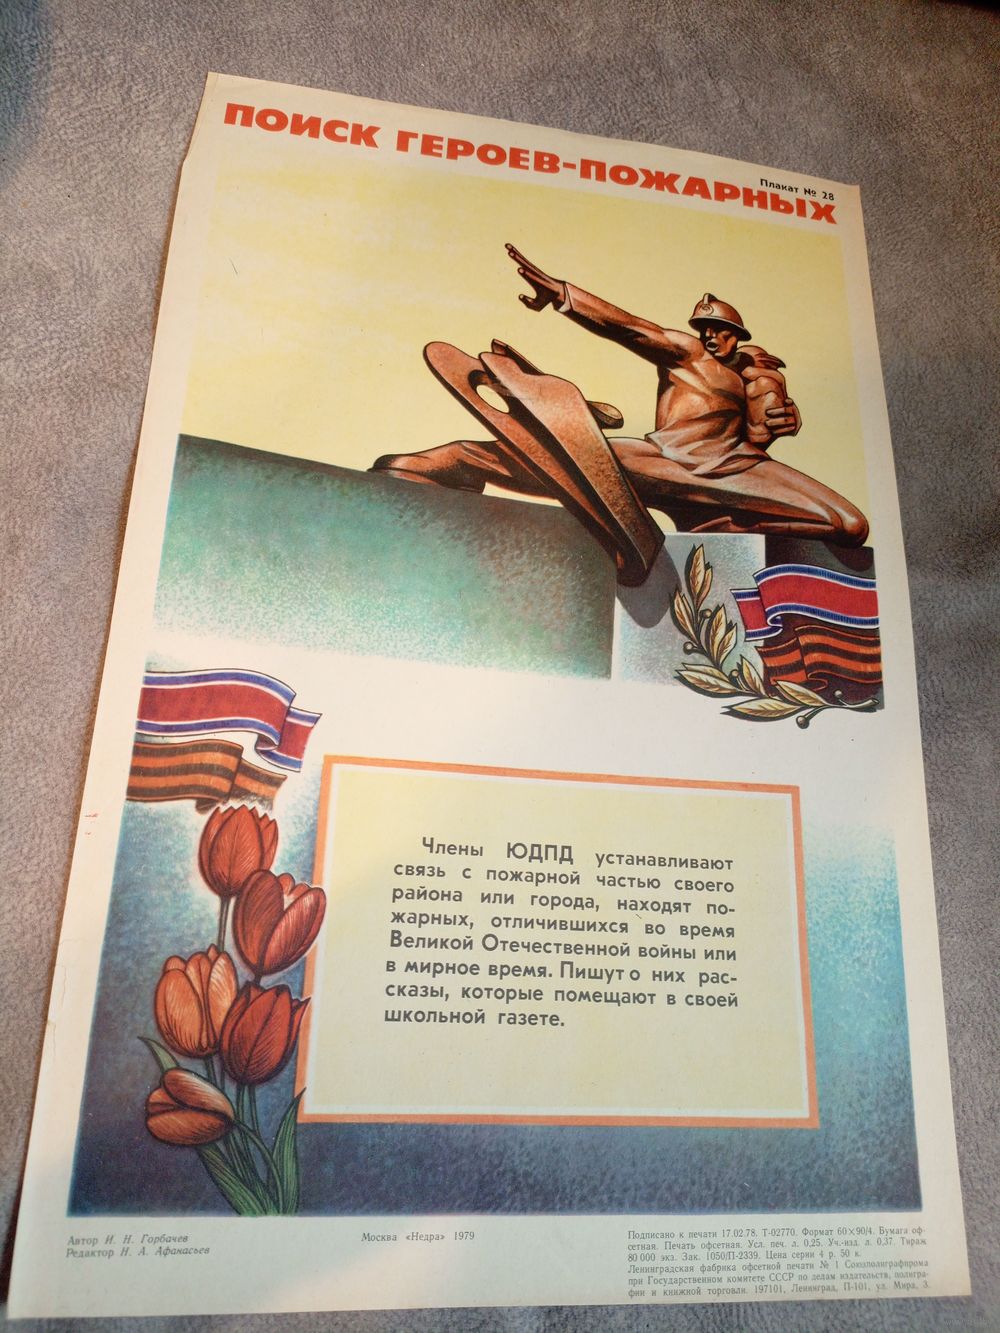 ПОИСК ГЕРОЕВ-ПОЖАРНЫХ
Плакат № 28
Члены ЮДПД устанавливают
связь с пожарной частью своего
района или города, находят по-
жарных, отличившихся во время
Великой Отечественной войны или
в мирное время. Пишут о них рас-
сказы, которые помещают в своей
школьной газете.
Автор И. Н. Горбачев
Редактор Н. А. Афанасьев
Москва «Недра» 1979
Подписано к печати 17.02.78. Т-02770. Формат 60×90/4. Бумага оф-
сетная. Печать офсетная. Усл. печ. л. 0,25. Уч.-изд. л. 0,37. Тираж
80 000 экз. Зак. 1050/П-2339. Цена серии 4 р. 50 к.
Ленинградская фабрика офсетной печати № 1 Союзполиграфпрома
при Государственном комитете СССР по делам издательств, полигра-
фии и книжной торговли. 197101, Ленинград, П-101, ул. Мира, 3.